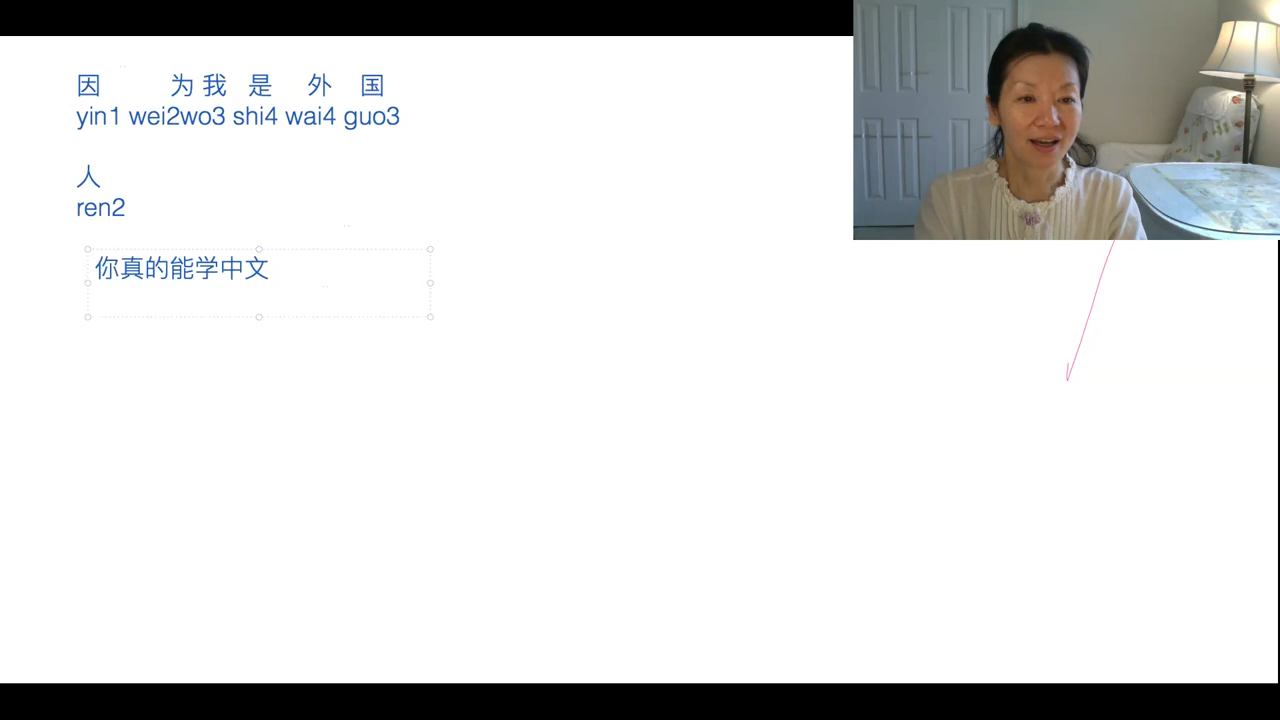 因 为 我 是 外 国
yin1 wei2wo3 shi4 wai4 guo3
人
ren2
你真的能学中文